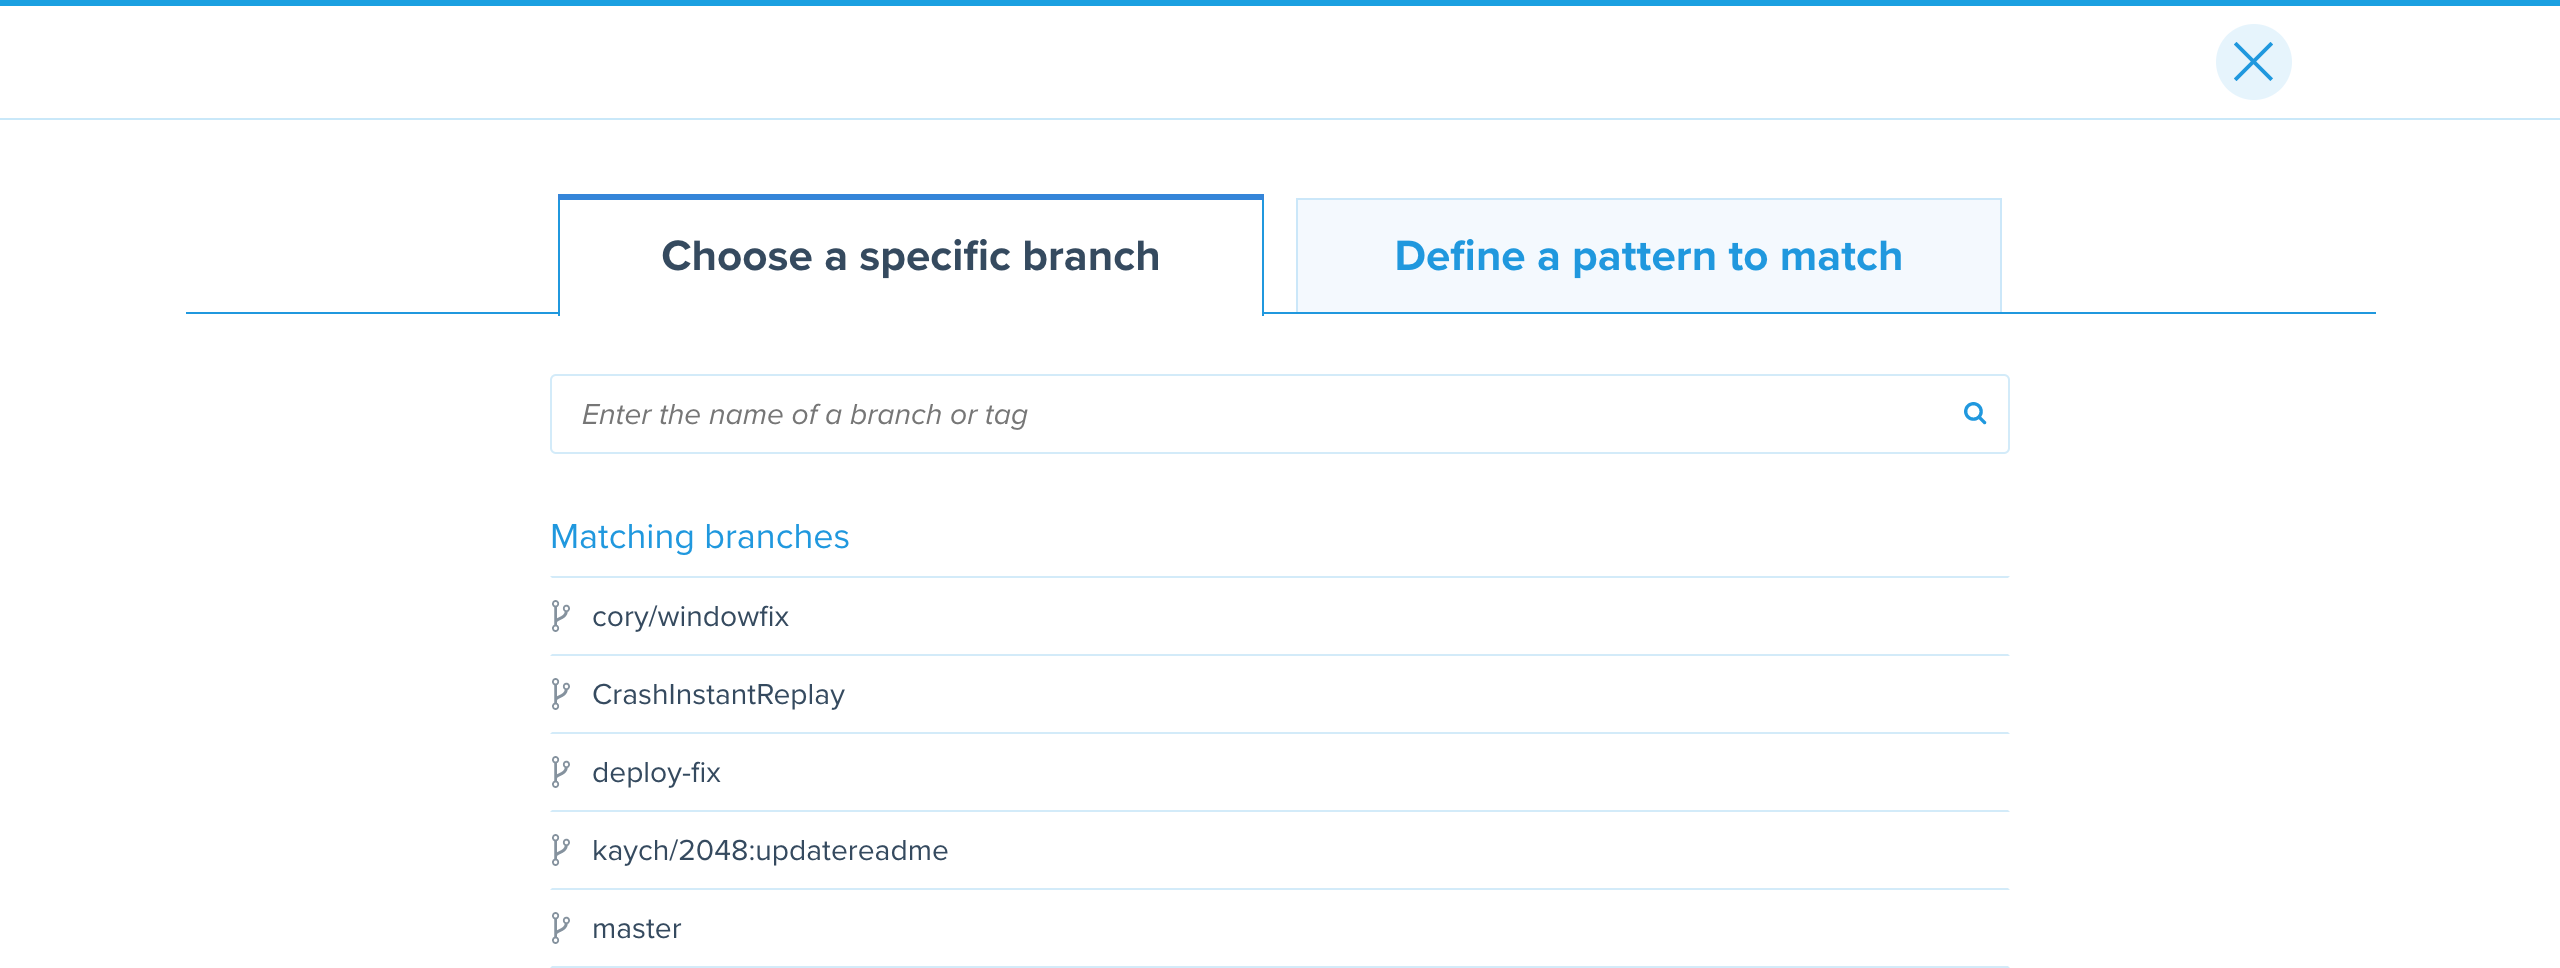 Choose a specific branch
Define a pattern to match
Enter the name of a branch or tag
Matching branches
cory/windowfix
CrashInstantReplay
deploy-fix
kaych/2048:updatereadme
master